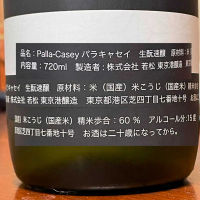 品名：Palla-Casey パラキャセイ 生酛速醸 原材料：米
内容量：720ml 製造者：株式会社 若松 東京港醸造
キャセイ 生酛速醸 原材料：米（国産）米こうじ（国産米）
株式会社 若松 東京港醸造 東京都港区芝四丁目七番十号
国産）米こうじ（国産米）精米歩合：60％ アルコール分：15度
芝四丁目七番十号 お酒は二十歳になってから。